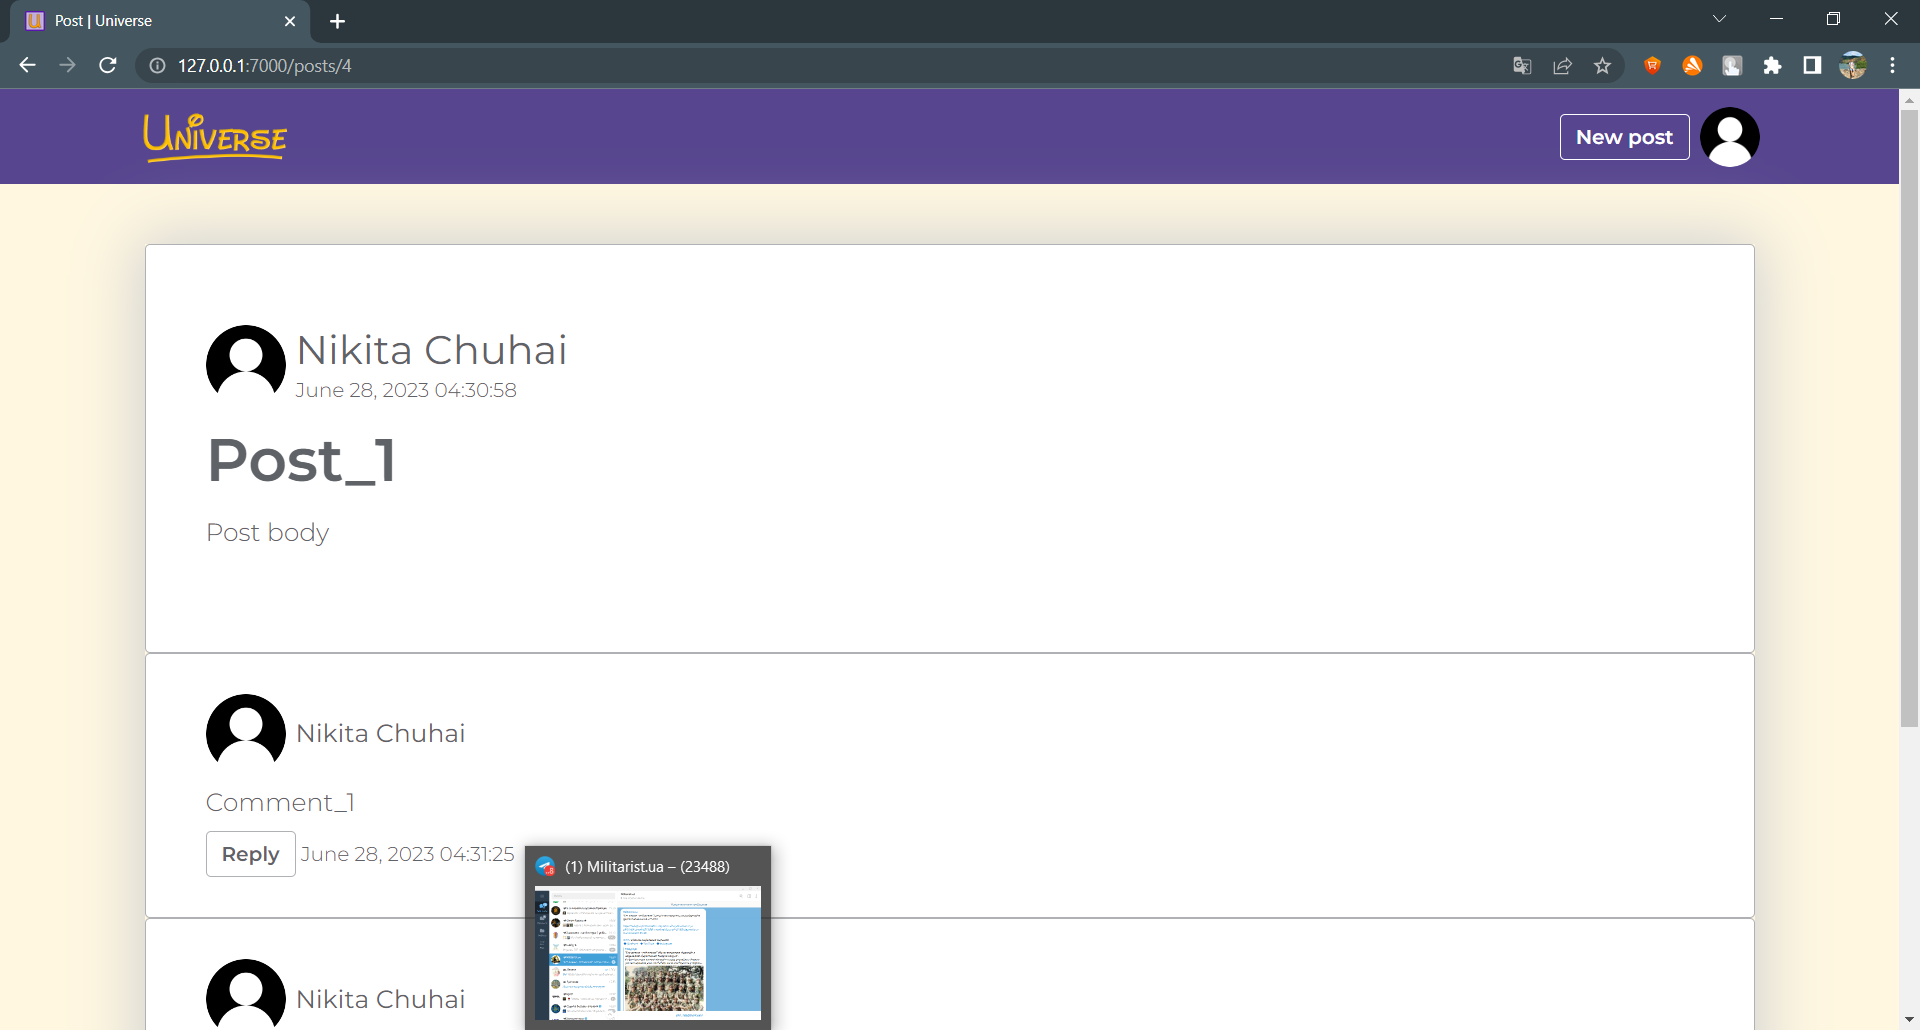 Post | Universe
127.0.0.1:7000/posts/4
Universe
New post
Nikita Chuhai
June 28, 2023 04:30:58
Post_1
Post body
Nikita Chuhai
Comment_1
Reply
June 28, 2023 04:31:25
(1) Militarist.ua – (23488)
Nikita Chuhai